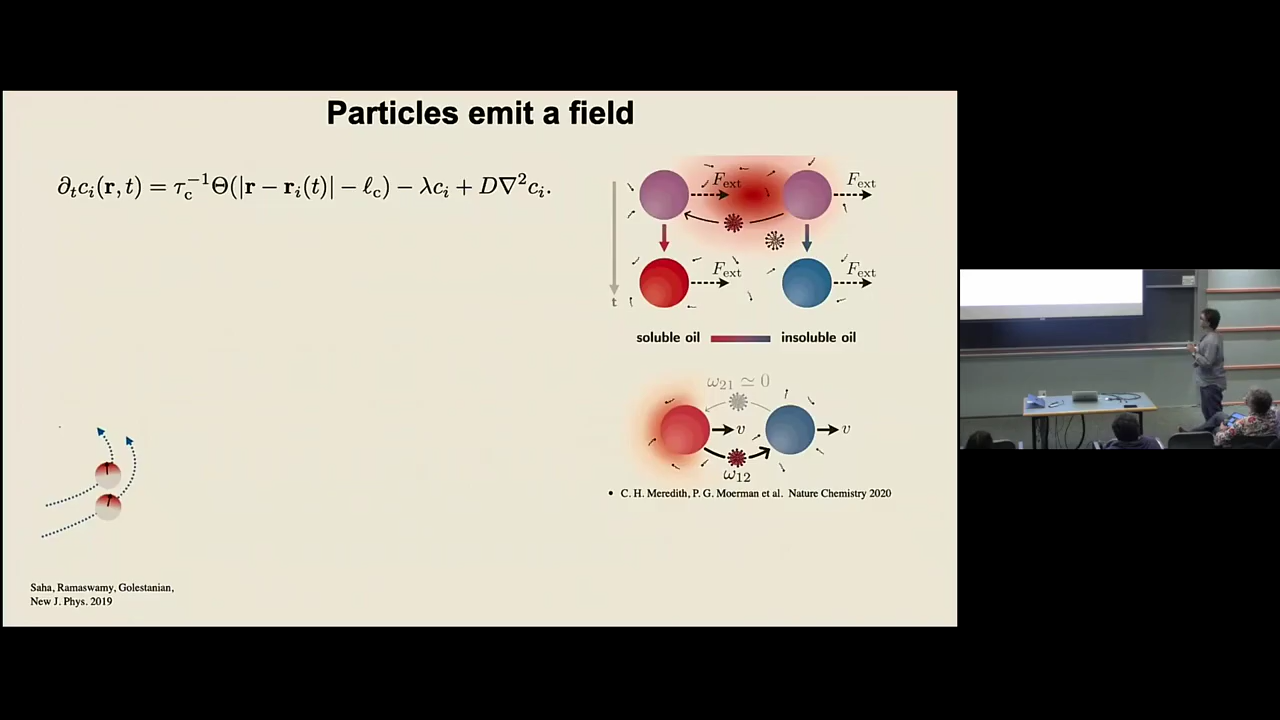 Particles emit a field
∂ₜcᵢ(𝐫, t) = τ_c⁻¹Θ(|𝐫 − 𝐫ᵢ(t)| − ℓ_c) − λcᵢ + D∇²cᵢ.
F_ext F_ext
F_ext F_ext
t
soluble oil insoluble oil
ω₂₁ ≃ 0
v v
ω₁₂
• C. H. Meredith, P. G. Moerman et al. Nature Chemistry 2020
Saha, Ramaswamy, Golestanian,
New J. Phys. 2019